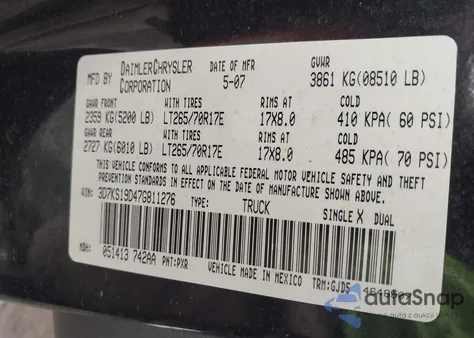 MFD BY DAIMLERCHRYSLER CORPORATION DATE OF MFR 5-07 GVWR 3861 KG(08510 LB)
GAWR FRONT WITH TIRES RIMS AT COLD
2359 KG(5200 LB) LT265/70R17E 17X8.0 410 KPA( 60 PSI)
GAWR REAR WITH TIRES RIMS AT COLD
2727 KG(6010 LB) LT265/70R17E 17X8.0 485 KPA( 70 PSI)
THIS VEHICLE CONFORMS TO ALL APPLICABLE FEDERAL MOTOR VEHICLE SAFETY AND THEFT
PREVENTION STANDARDS IN EFFECT ON THE DATE OF MANUFACTURE SHOWN ABOVE.
VIN: 3D7KS19D47G811276 TYPE: TRUCK SINGLE X DUAL
MDH: 051413 742AA PNT: PXR VEHICLE MADE IN MEXICO TRM:GJD5
autoSnap